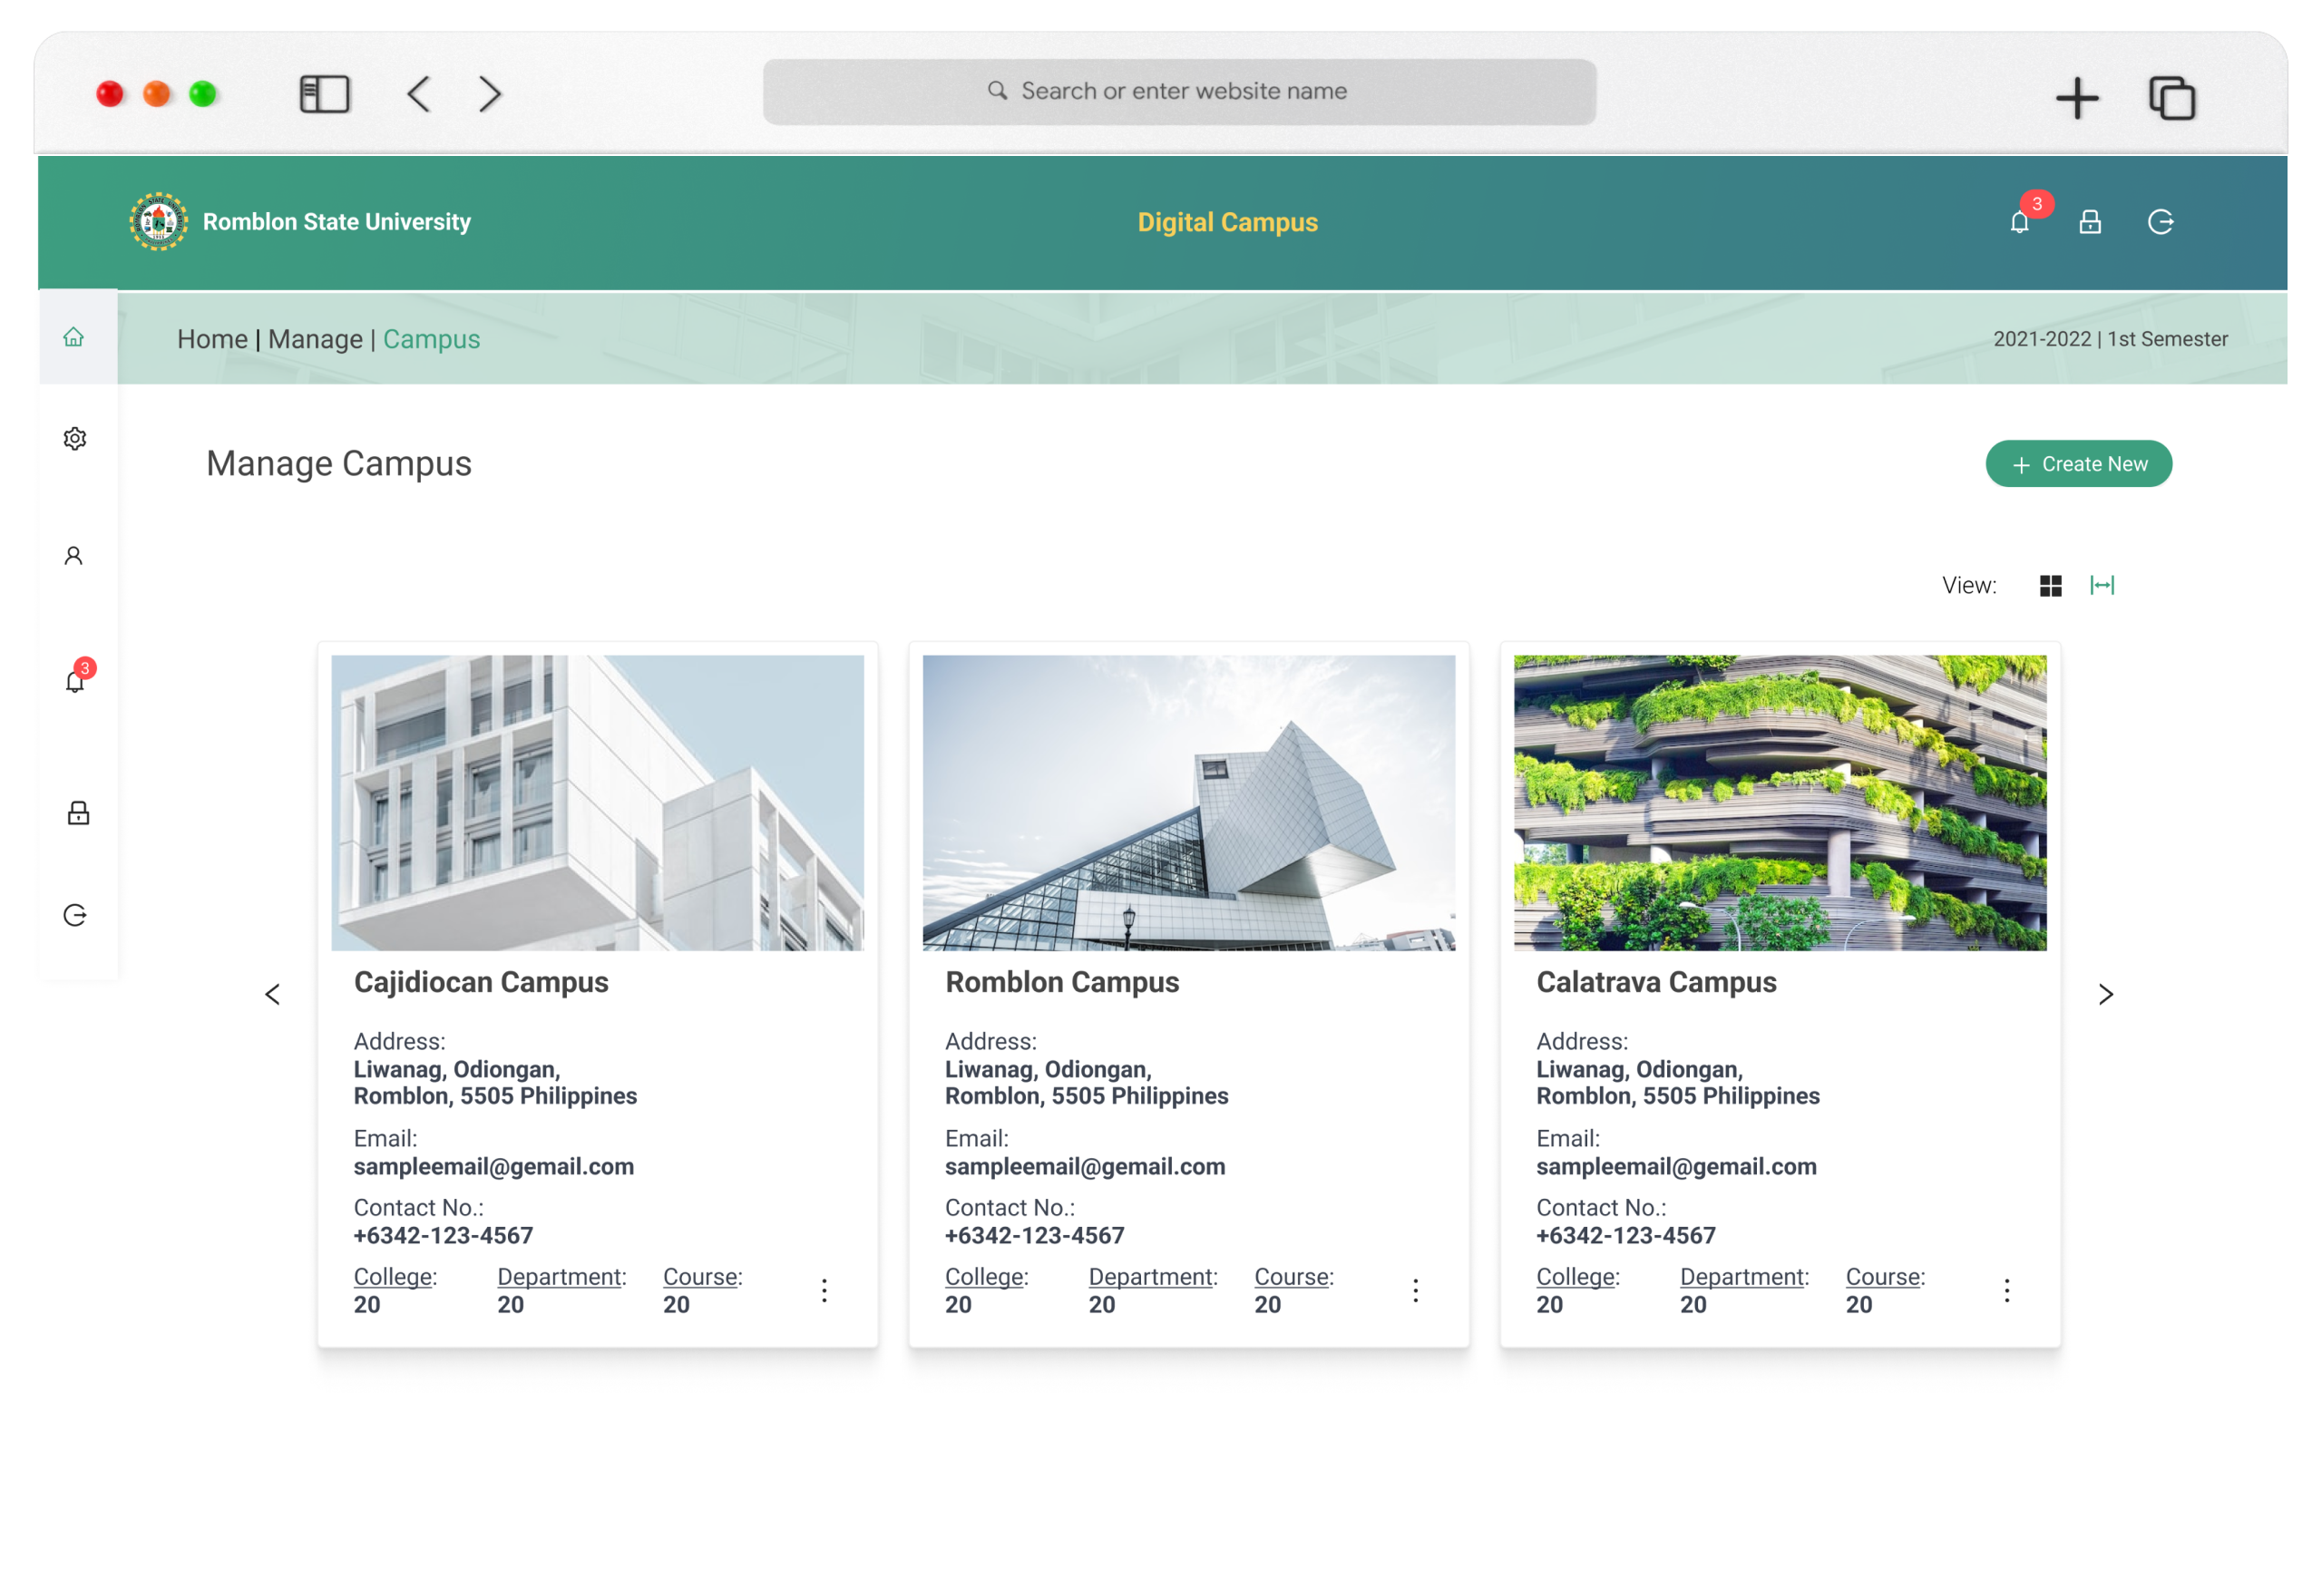 Search or enter website name
Romblon State University
Digital Campus
3
Home | Manage | Campus
2021-2022 | 1st Semester
Manage Campus
+ Create New
View:
3
Cajidiocan Campus
Address:
Liwanag, Odiongan,
Romblon, 5505 Philippines
Email:
sampleemail@gemail.com
Contact No.:
+6342-123-4567
College: Department: Course:
20 20 20
Romblon Campus
Address:
Liwanag, Odiongan,
Romblon, 5505 Philippines
Email:
sampleemail@gemail.com
Contact No.:
+6342-123-4567
College: Department: Course:
20 20 20
Calatrava Campus
Address:
Liwanag, Odiongan,
Romblon, 5505 Philippines
Email:
sampleemail@gemail.com
Contact No.:
+6342-123-4567
College: Department: Course:
20 20 20